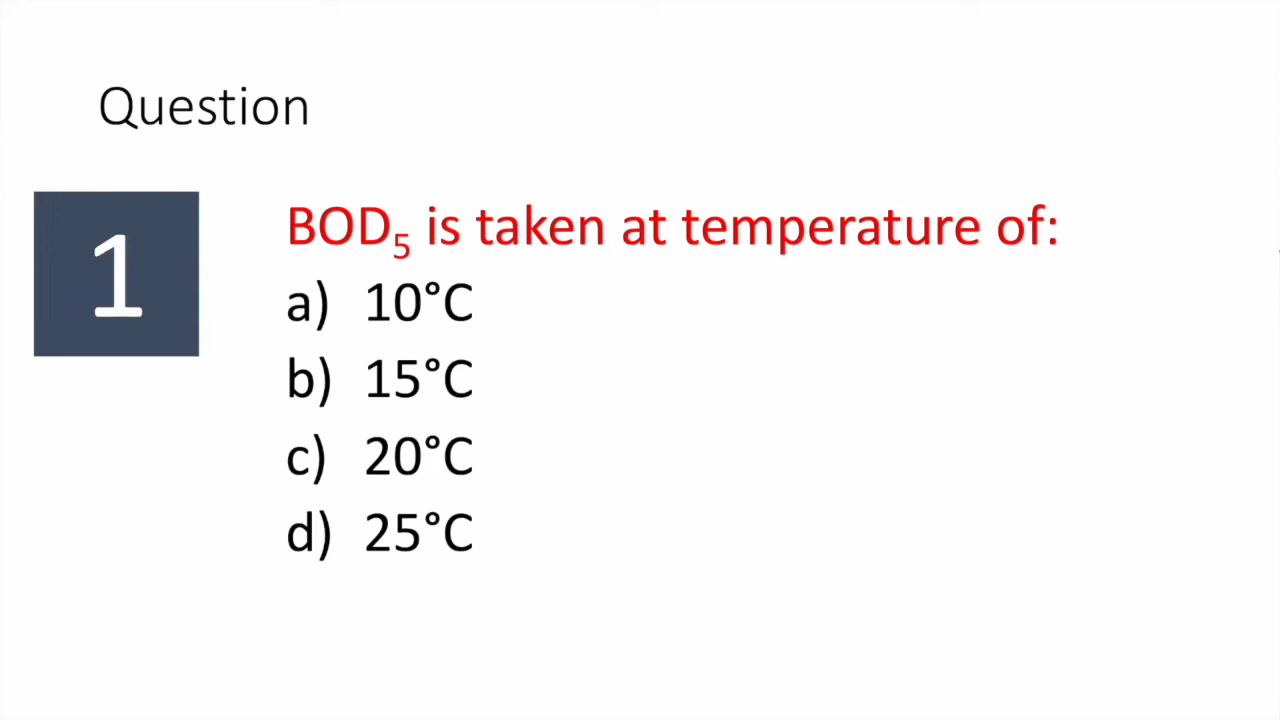 Question
1
BOD₅ is taken at temperature of:
a) 10°C
b) 15°C
c) 20°C
d) 25°C